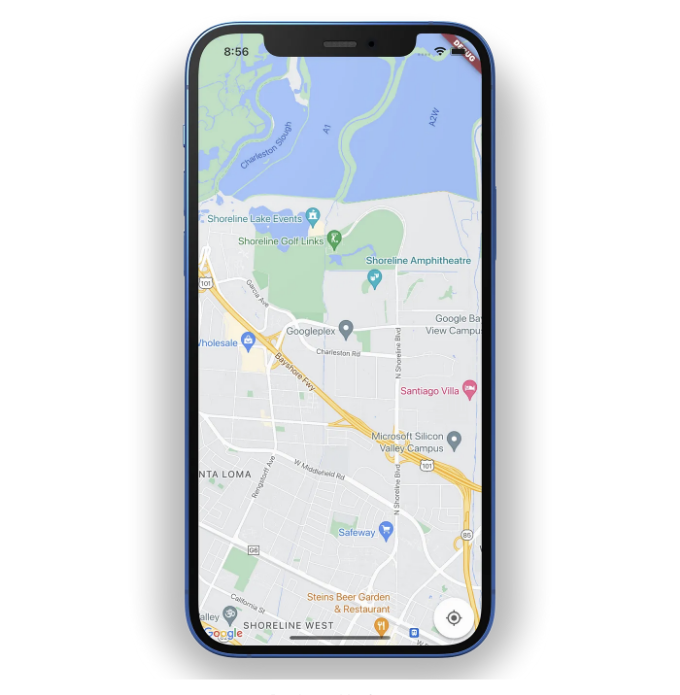 8:56
DEBUG
Charleston Slough
A1
A2W
Shoreline Lake Events
Shoreline Golf Links
Shoreline Amphitheatre
101
Garcia Ave
Googleplex
Google Bay
View Campu
Wholesale
Charleston Rd
N Shoreline Blvd
Bayshore Fwy
Santiago Villa
Microsoft Silicon
Valley Campus
101
NTA LOMA
Rengstorff Ave
W Middlefield Rd
N Shoreline Blvd
Safeway
85
G6
California St
Steins Beer Garden
& Restaurant
alley
Google
SHORELINE WEST